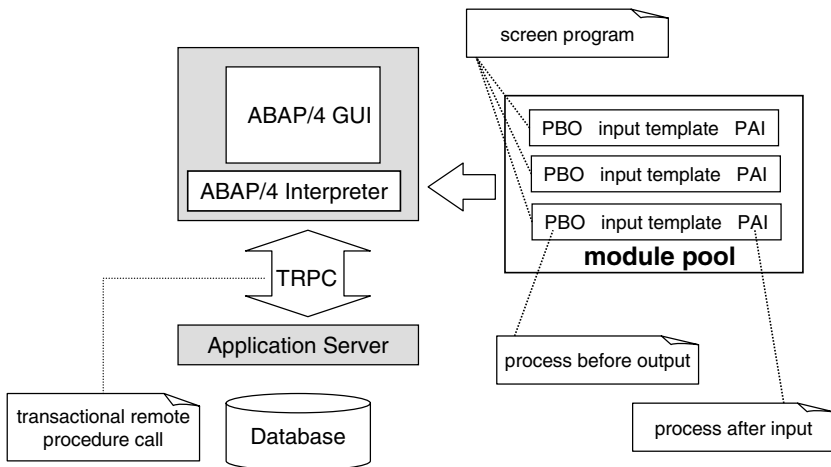 screen program
ABAP/4 GUI
ABAP/4 Interpreter
PBO input template PAI
PBO input template PAI
PBO input template PAI
module pool
TRPC
Application Server
process before output
transactional remote
procedure call
Database
process after input